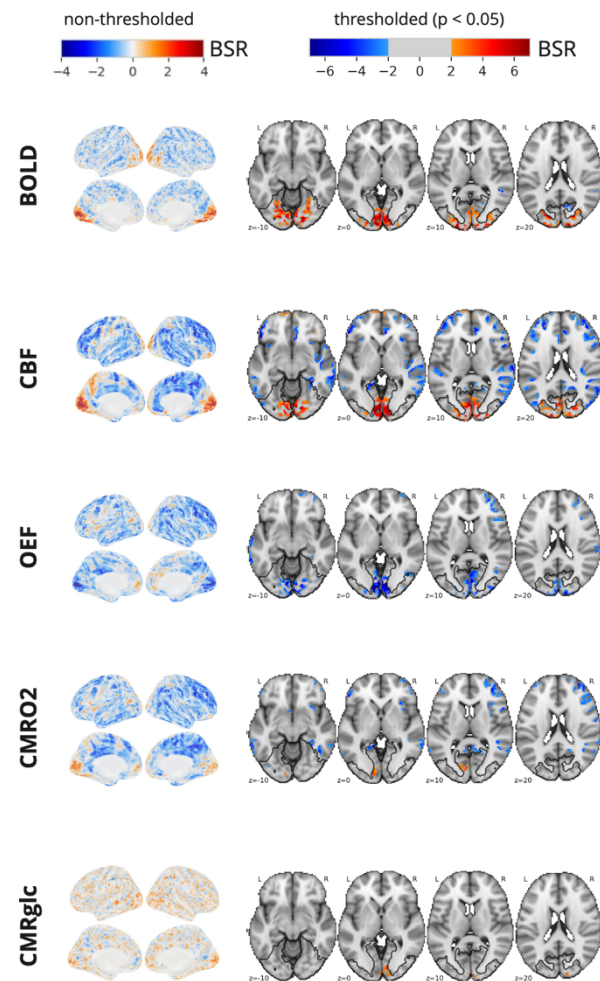 non-thresholded
thresholded (p < 0.05)
BSR
BSR
−4 −2 0 2 4
−6 −4 −2 0 2 4 6
BOLD
L R L R L R L R
z=-10 z=0 z=10 z=20
CBF
L R L R L R L R
z=-10 z=0 z=10 z=20
OEF
L R L R L R L R
z=-10 z=0 z=10 z=20
CMRO2
L R L R L R L R
z=-10 z=0 z=10 z=20
CMRglc
L R L R L R L R
z=-10 z=0 z=10 z=20